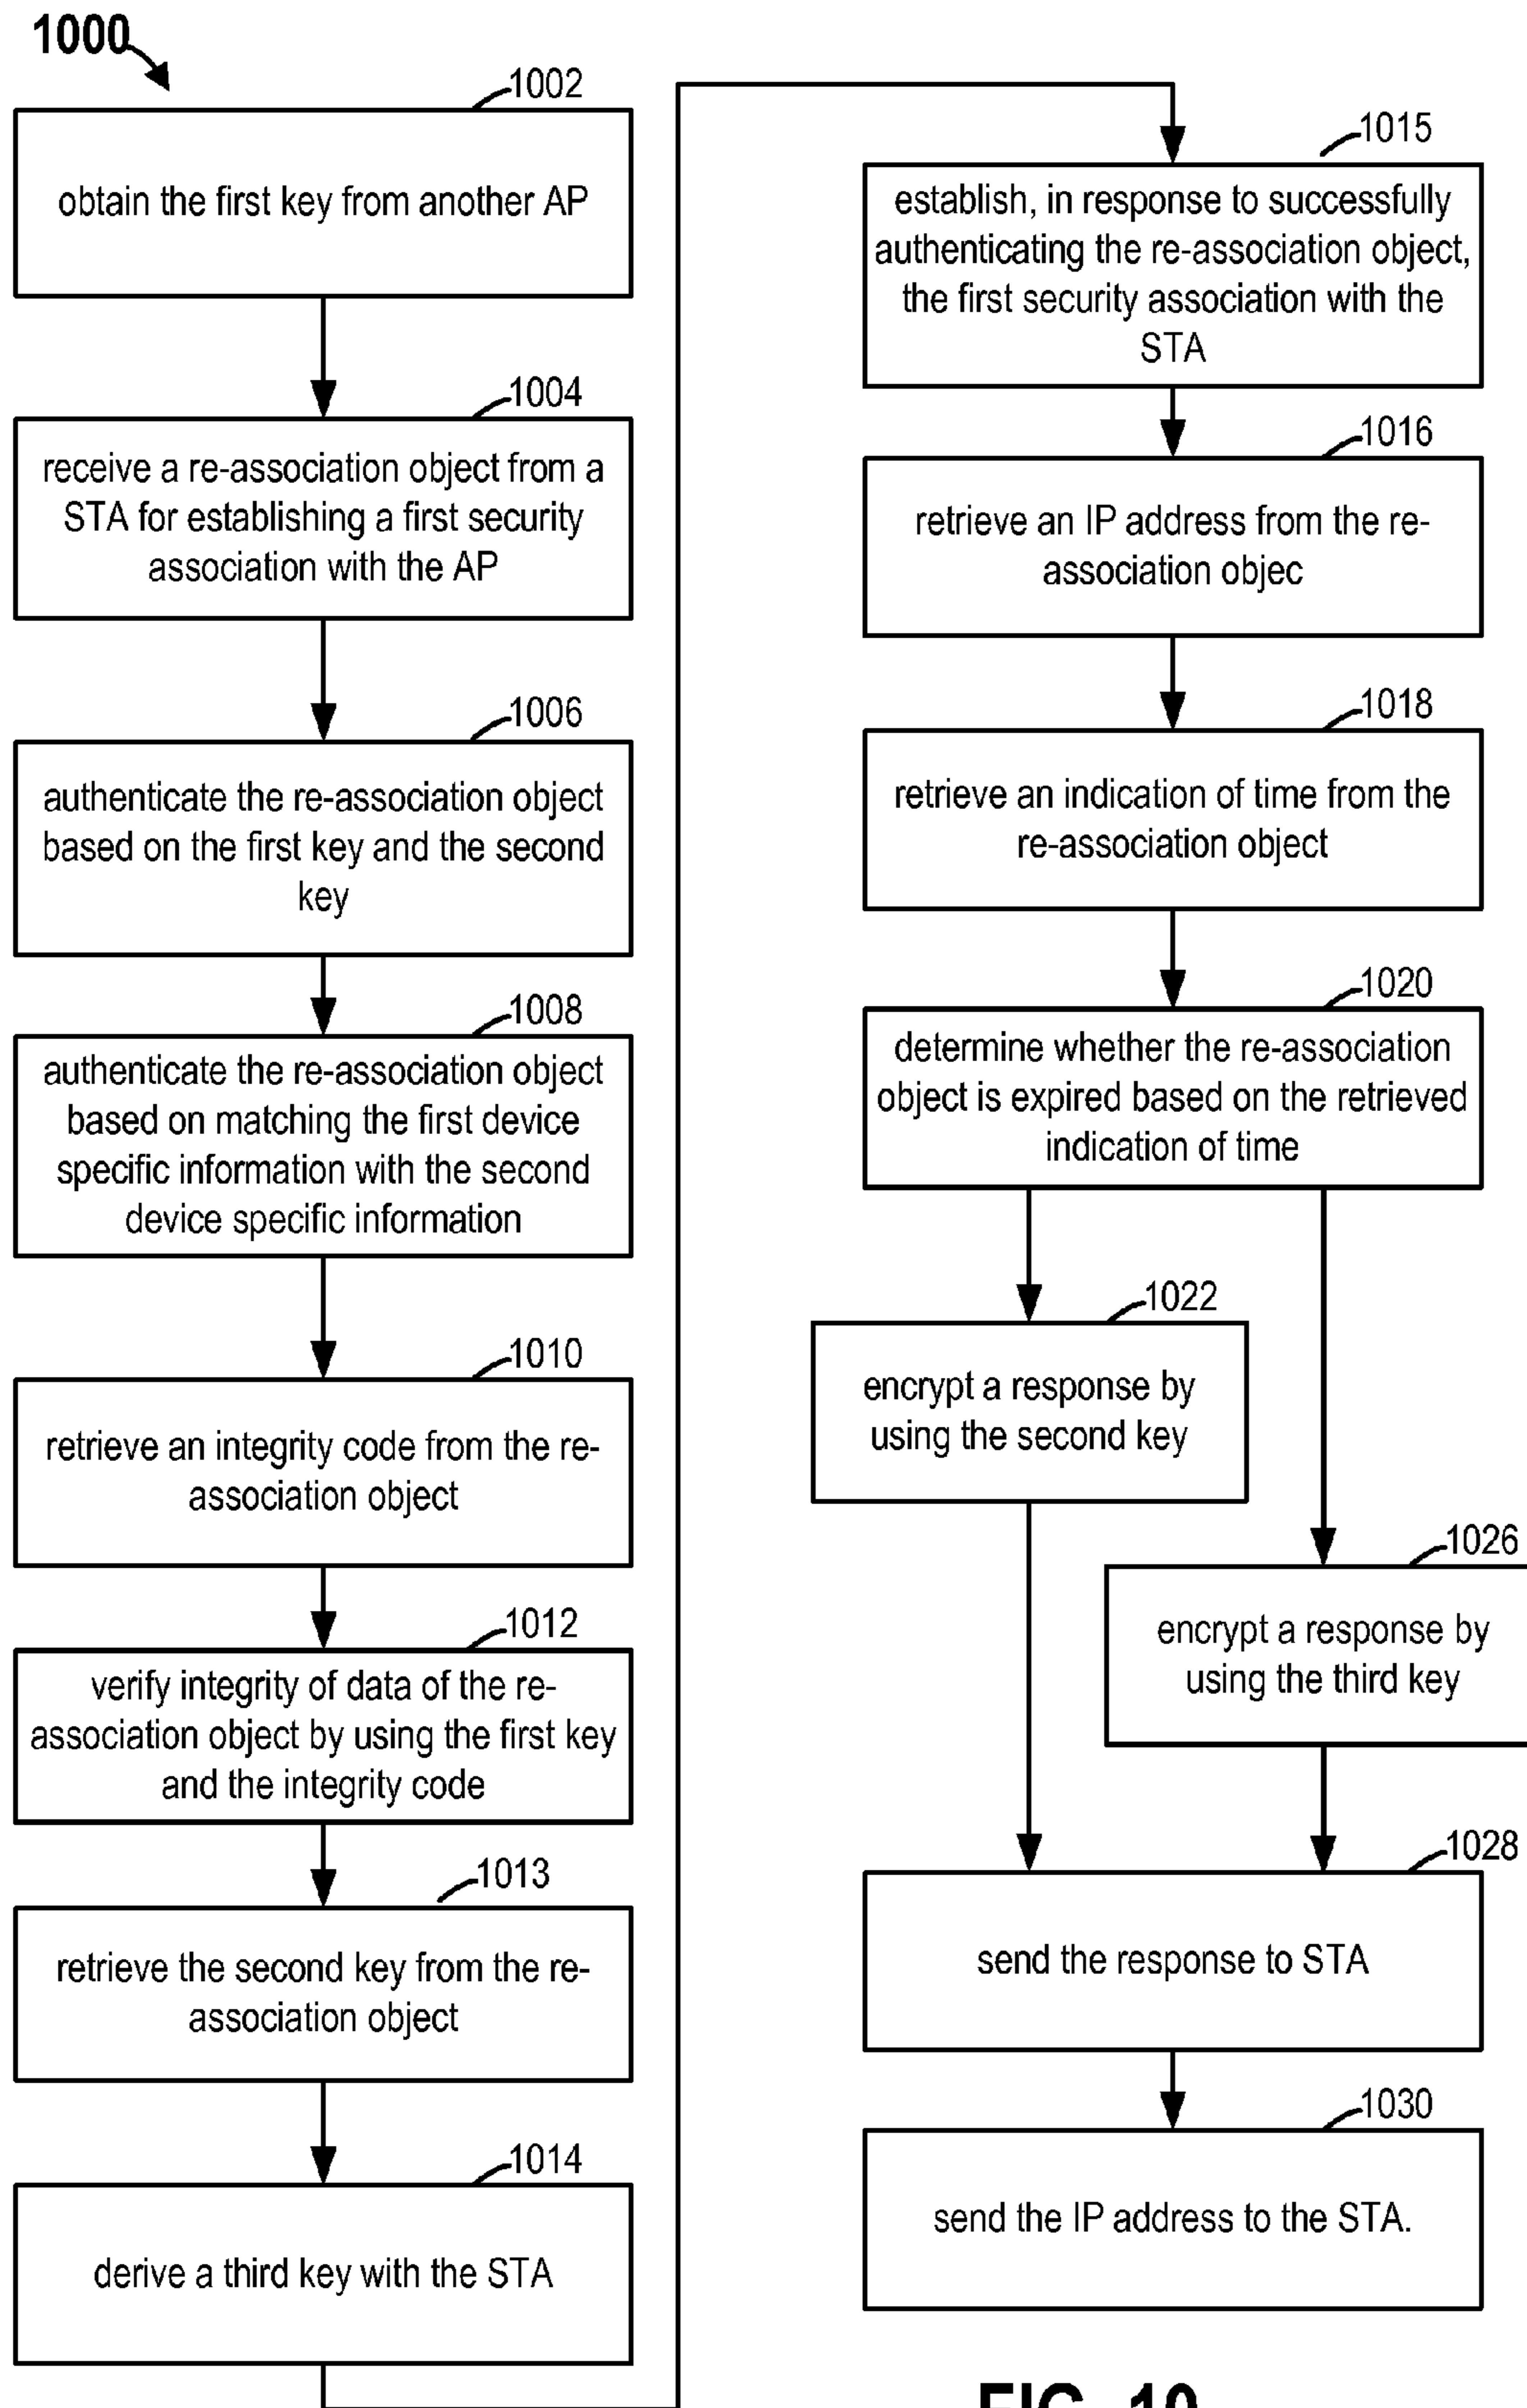 1000
1002
obtain the first key from another AP
1004
receive a re-association object from a
STA for establishing a first security
association with the AP
1006
authenticate the re-association object
based on the first key and the second
key
1008
authenticate the re-association object
based on matching the first device
specific information with the second
device specific information
1010
retrieve an integrity code from the re-
association object
1012
verify integrity of data of the re-
association object by using the first key
and the integrity code
1013
retrieve the second key from the re-
association object
1014
derive a third key with the STA
1015
establish, in response to successfully
authenticating the re-association object,
the first security association with the
STA
1016
retrieve an IP address from the re-
association objec
1018
retrieve an indication of time from the
re-association object
1020
determine whether the re-association
object is expired based on the retrieved
indication of time
1022
encrypt a response by
using the second key
1026
encrypt a response by
using the third key
1028
send the response to STA
1030
send the IP address to the STA.
FIG. 10